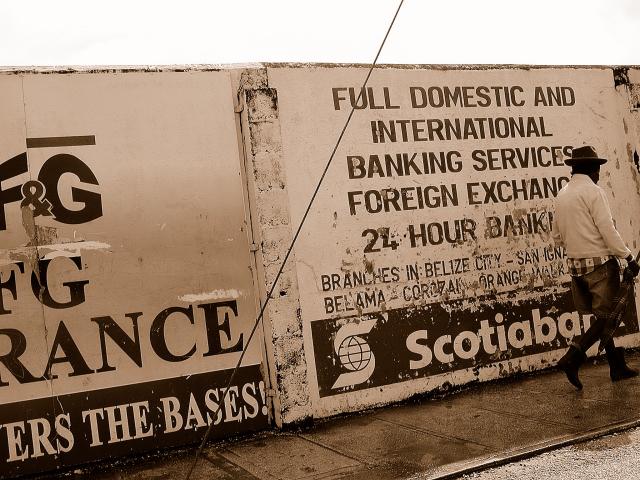 F&G
FG
RANCE
ERS THE BASES!
FULL DOMESTIC AND
INTERNATIONAL
BANKING SERVICES
FOREIGN EXCHANG
24 HOUR BANKI
BRANCHES IN BELIZE CITY - SAN IGNA
BELAMA - COROZAL - ORANGE WALK
Scotiaban